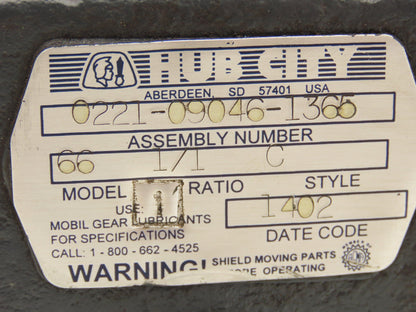 HUB CITY
ABERDEEN, SD 57401 USA
0221-09046-1365
ASSEMBLY NUMBER
66 1/1 C
MODEL RATIO STYLE
USE
MOBIL GEAR LUBRICANTS
FOR SPECIFICATIONS
CALL: 1-800-662-4525
1402
DATE CODE
WARNING! SHIELD MOVING PARTS
OPERATING